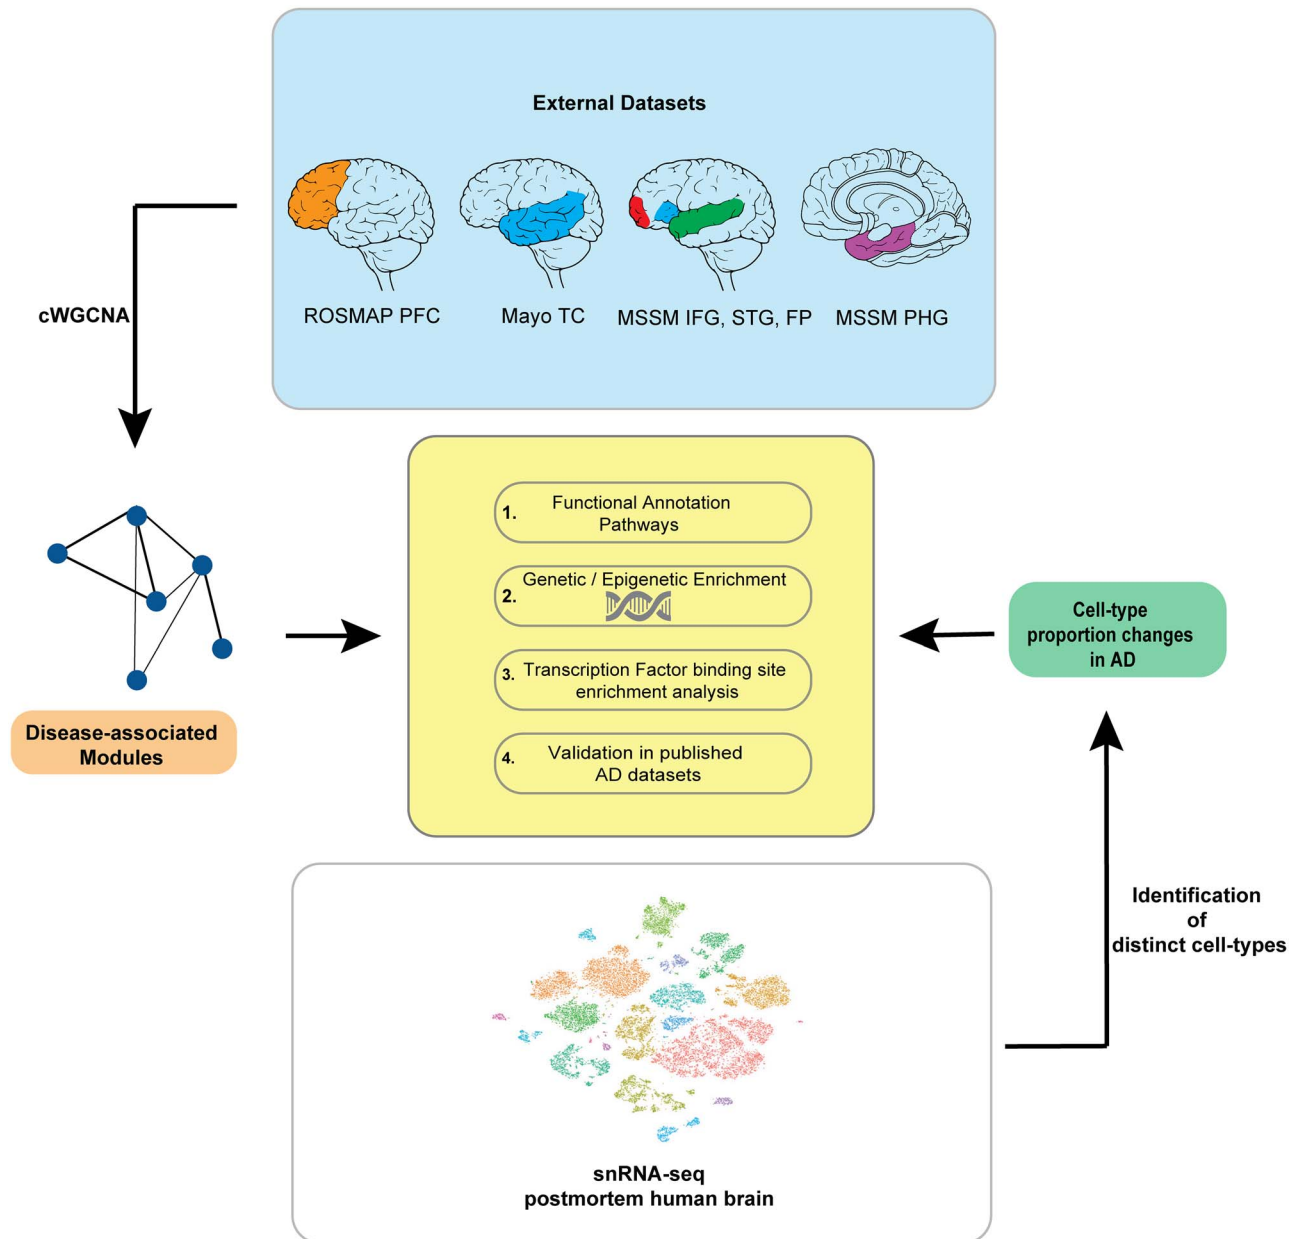 External Datasets
ROSMAP PFC
Mayo TC
MSSM IFG, STG, FP
MSSM PHG
cWGCNA
1.
Functional Annotation
Pathways
2.
Genetic / Epigenetic Enrichment
3.
Transcription Factor binding site
enrichment analysis
4.
Validation in published
AD datasets
Disease-associated
Modules
Cell-type
proportion changes
in AD
Identification
of
distinct cell-types
snRNA-seq
postmortem human brain